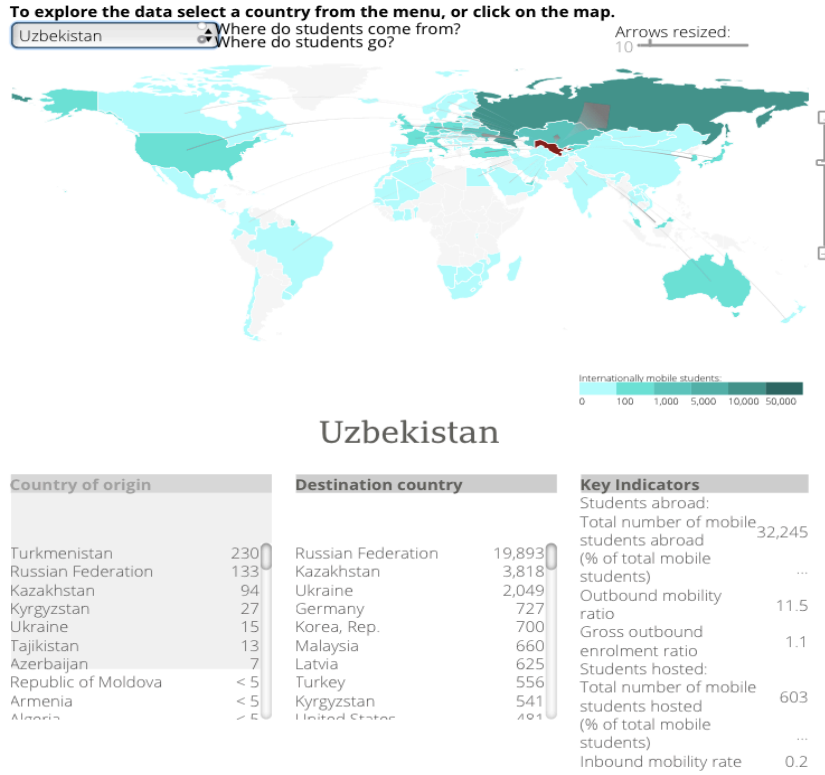 To explore the data select a country from the menu, or click on the map.
Uzbekistan
Where do students come from?
Where do students go?
Arrows resized:
10
Internationally mobile students:
0 100 1,000 5,000 10,000 50,000
Uzbekistan
Country of origin
Turkmenistan 230
Russian Federation 133
Kazakhstan 94
Kyrgyzstan 27
Ukraine 15
Tajikistan 13
Azerbaijan 7
Republic of Moldova < 5
Armenia < 5
Algeria < 5
Destination country
Russian Federation 19,893
Kazakhstan 3,818
Ukraine 2,049
Germany 727
Korea, Rep. 700
Malaysia 660
Latvia 625
Turkey 556
Kyrgyzstan 541
United States 481
Key Indicators
Students abroad:
Total number of mobile
students abroad 32,245
(% of total mobile
students) ...
Outbound mobility
ratio 11.5
Gross outbound
enrolment ratio 1.1
Students hosted:
Total number of mobile
students hosted 603
(% of total mobile
students) ...
Inbound mobility rate 0.2